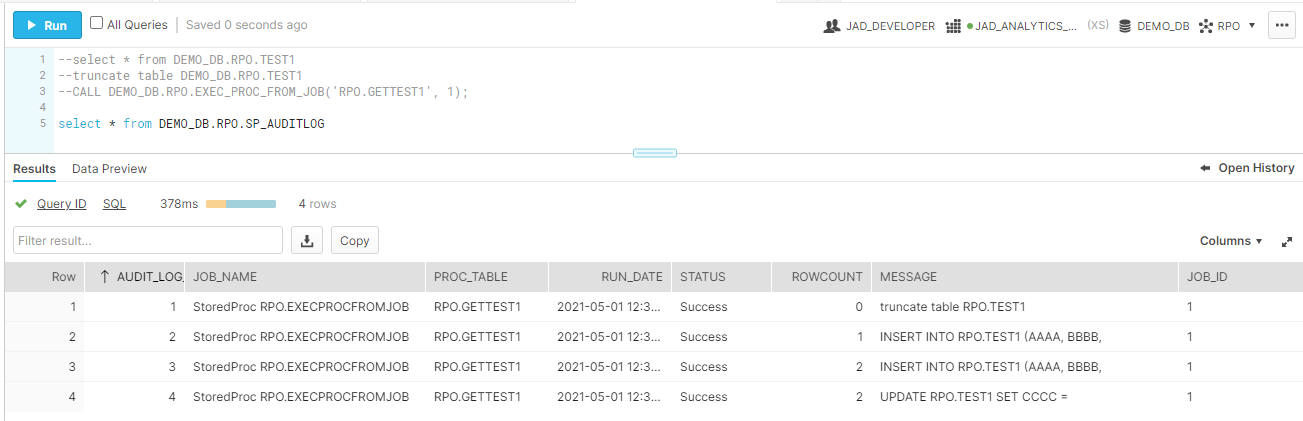 Run All Queries Saved 0 seconds ago JAD_DEVELOPER JAD_ANALYTICS_... (XS) DEMO_DB RPO
1 --select * from DEMO_DB.RPO.TEST1
2 --truncate table DEMO_DB.RPO.TEST1
3 --CALL DEMO_DB.RPO.EXEC_PROC_FROM_JOB('RPO.GETTEST1', 1);
4
5 select * from DEMO_DB.RPO.SP_AUDITLOG
Results Data Preview Open History
Query ID SQL 378ms 4 rows
Filter result... Copy Columns
Row AUDIT_LOG_ JOB_NAME PROC_TABLE RUN_DATE STATUS ROWCOUNT MESSAGE JOB_ID
1 1 StoredProc RPO.EXECPROCFROMJOB RPO.GETTEST1 2021-05-01 12:3... Success 0 truncate table RPO.TEST1 1
2 2 StoredProc RPO.EXECPROCFROMJOB RPO.GETTEST1 2021-05-01 12:3... Success 1 INSERT INTO RPO.TEST1 (AAAA, BBBB, 1
3 3 StoredProc RPO.EXECPROCFROMJOB RPO.GETTEST1 2021-05-01 12:3... Success 2 INSERT INTO RPO.TEST1 (AAAA, BBBB, 1
4 4 StoredProc RPO.EXECPROCFROMJOB RPO.GETTEST1 2021-05-01 12:3... Success 2 UPDATE RPO.TEST1 SET CCCC = 1